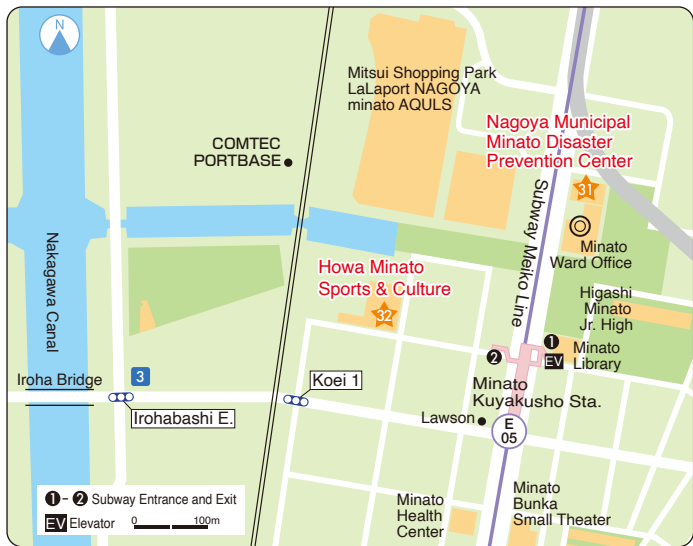 N
Mitsui Shopping Park
LaLaport NAGOYA
minato AQULS
Nagoya Municipal
Minato Disaster
Prevention Center
COMTEC
PORTBASE
31
Subway Meiko Line
Minato
Ward Office
Nakagawa Canal
Howa Minato
Sports & Culture
32
Higashi
Minato
Jr. High
1
2
EV
Minato
Library
Iroha Bridge
3
Koei 1
Minato
Kuyakusho Sta.
Irohabashi E.
Lawson
E
05
1 - 2 Subway Entrance and Exit
EV Elevator 0 100m
Minato
Health
Center
Minato
Bunka
Small Theater